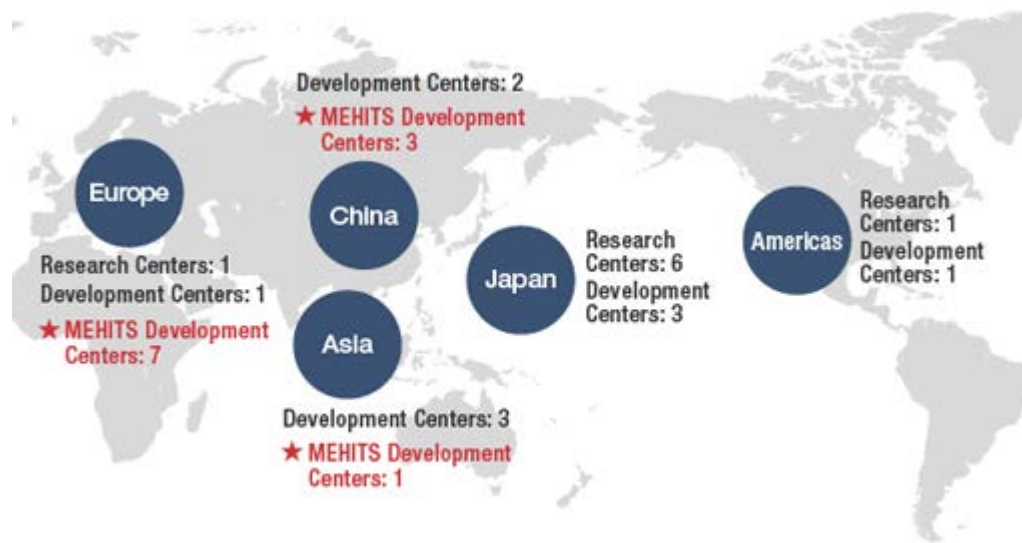 Development Centers: 2
★ MEHITS Development
Centers: 3
Europe
China
Research Centers: 1
Development Centers: 1
★ MEHITS Development
Centers: 7
Asia
Development Centers: 3
★ MEHITS Development
Centers: 1
Japan
Research
Centers: 6
Development
Centers: 3
Americas
Research
Centers: 1
Development
Centers: 1